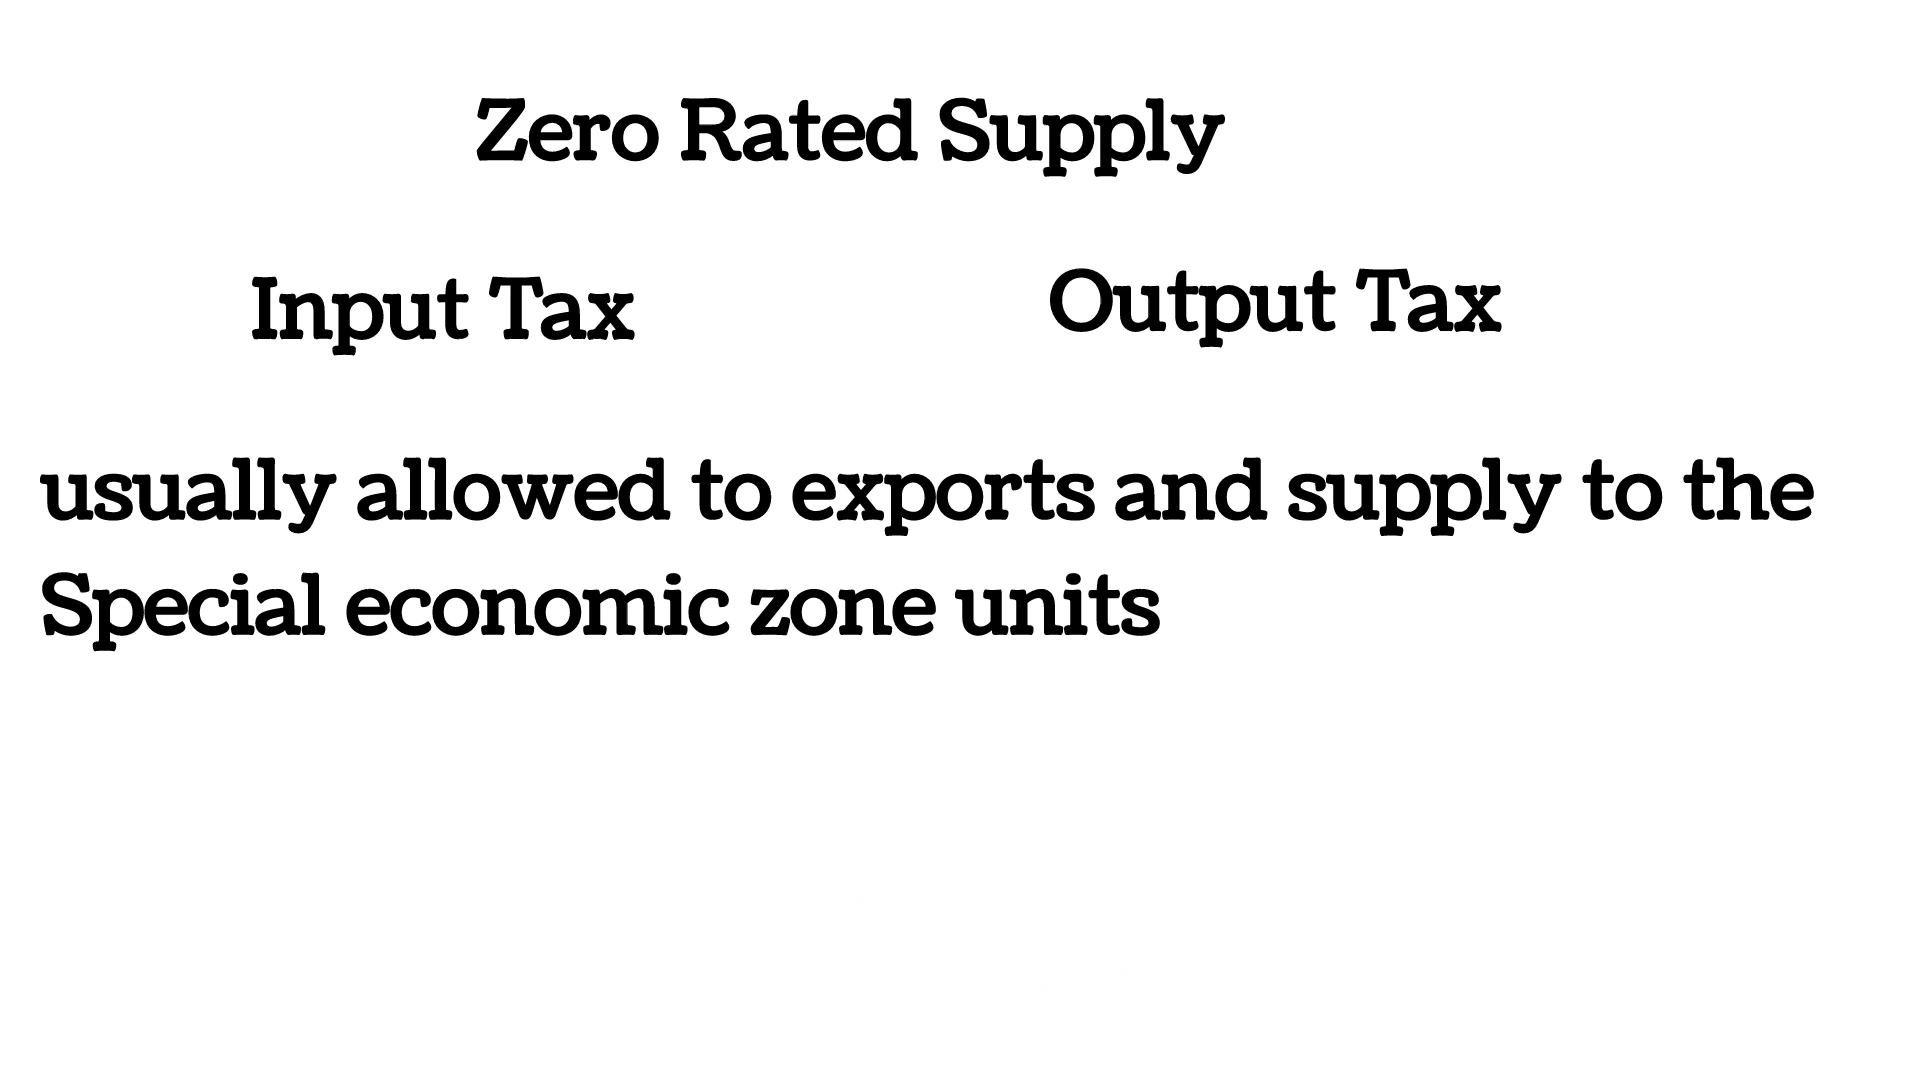 Zero Rated Supply
Input Tax
Output Tax
usually allowed to exports and supply to the
Special economic zone units